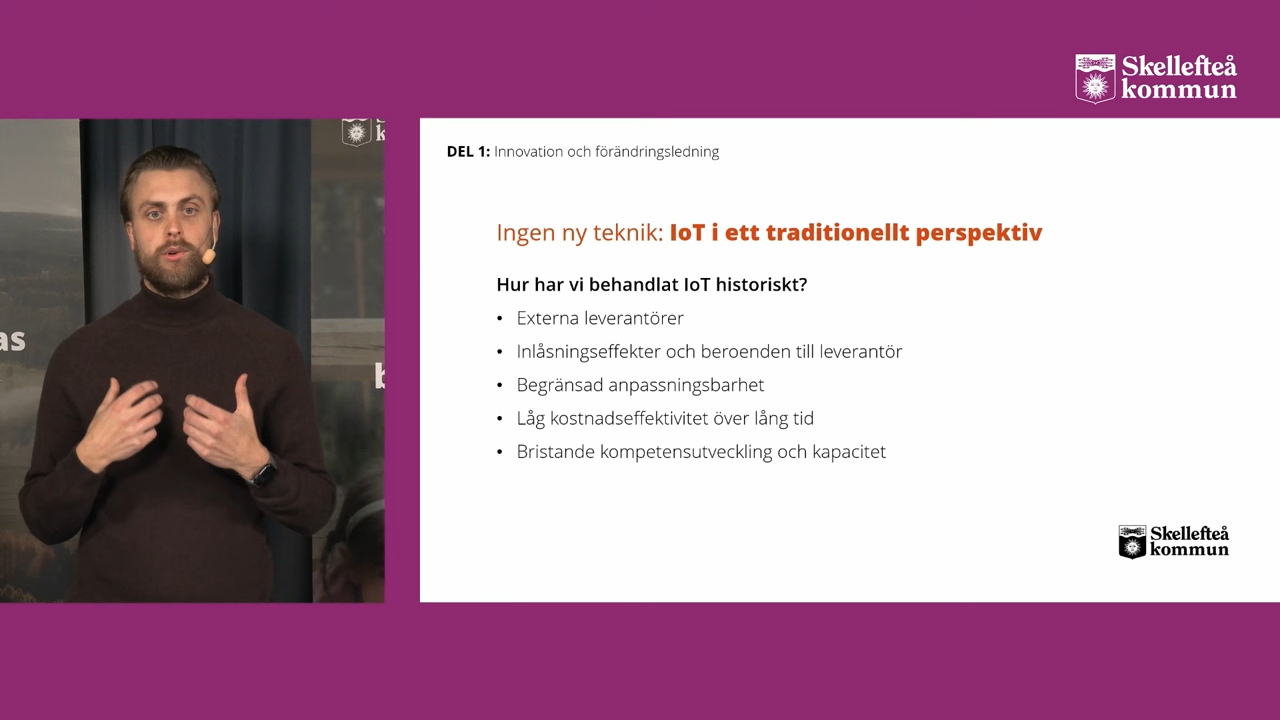 Skellefteå
kommun
DEL 1: Innovation och förändringsledning
Ingen ny teknik: IoT i ett traditionellt perspektiv
Hur har vi behandlat IoT historiskt?
• Externa leverantörer
• Inlåsningseffekter och beroenden till leverantör
• Begränsad anpassningsbarhet
• Låg kostnadseffektivitet över lång tid
• Bristande kompetensutveckling och kapacitet
Skellefteå
kommun
as